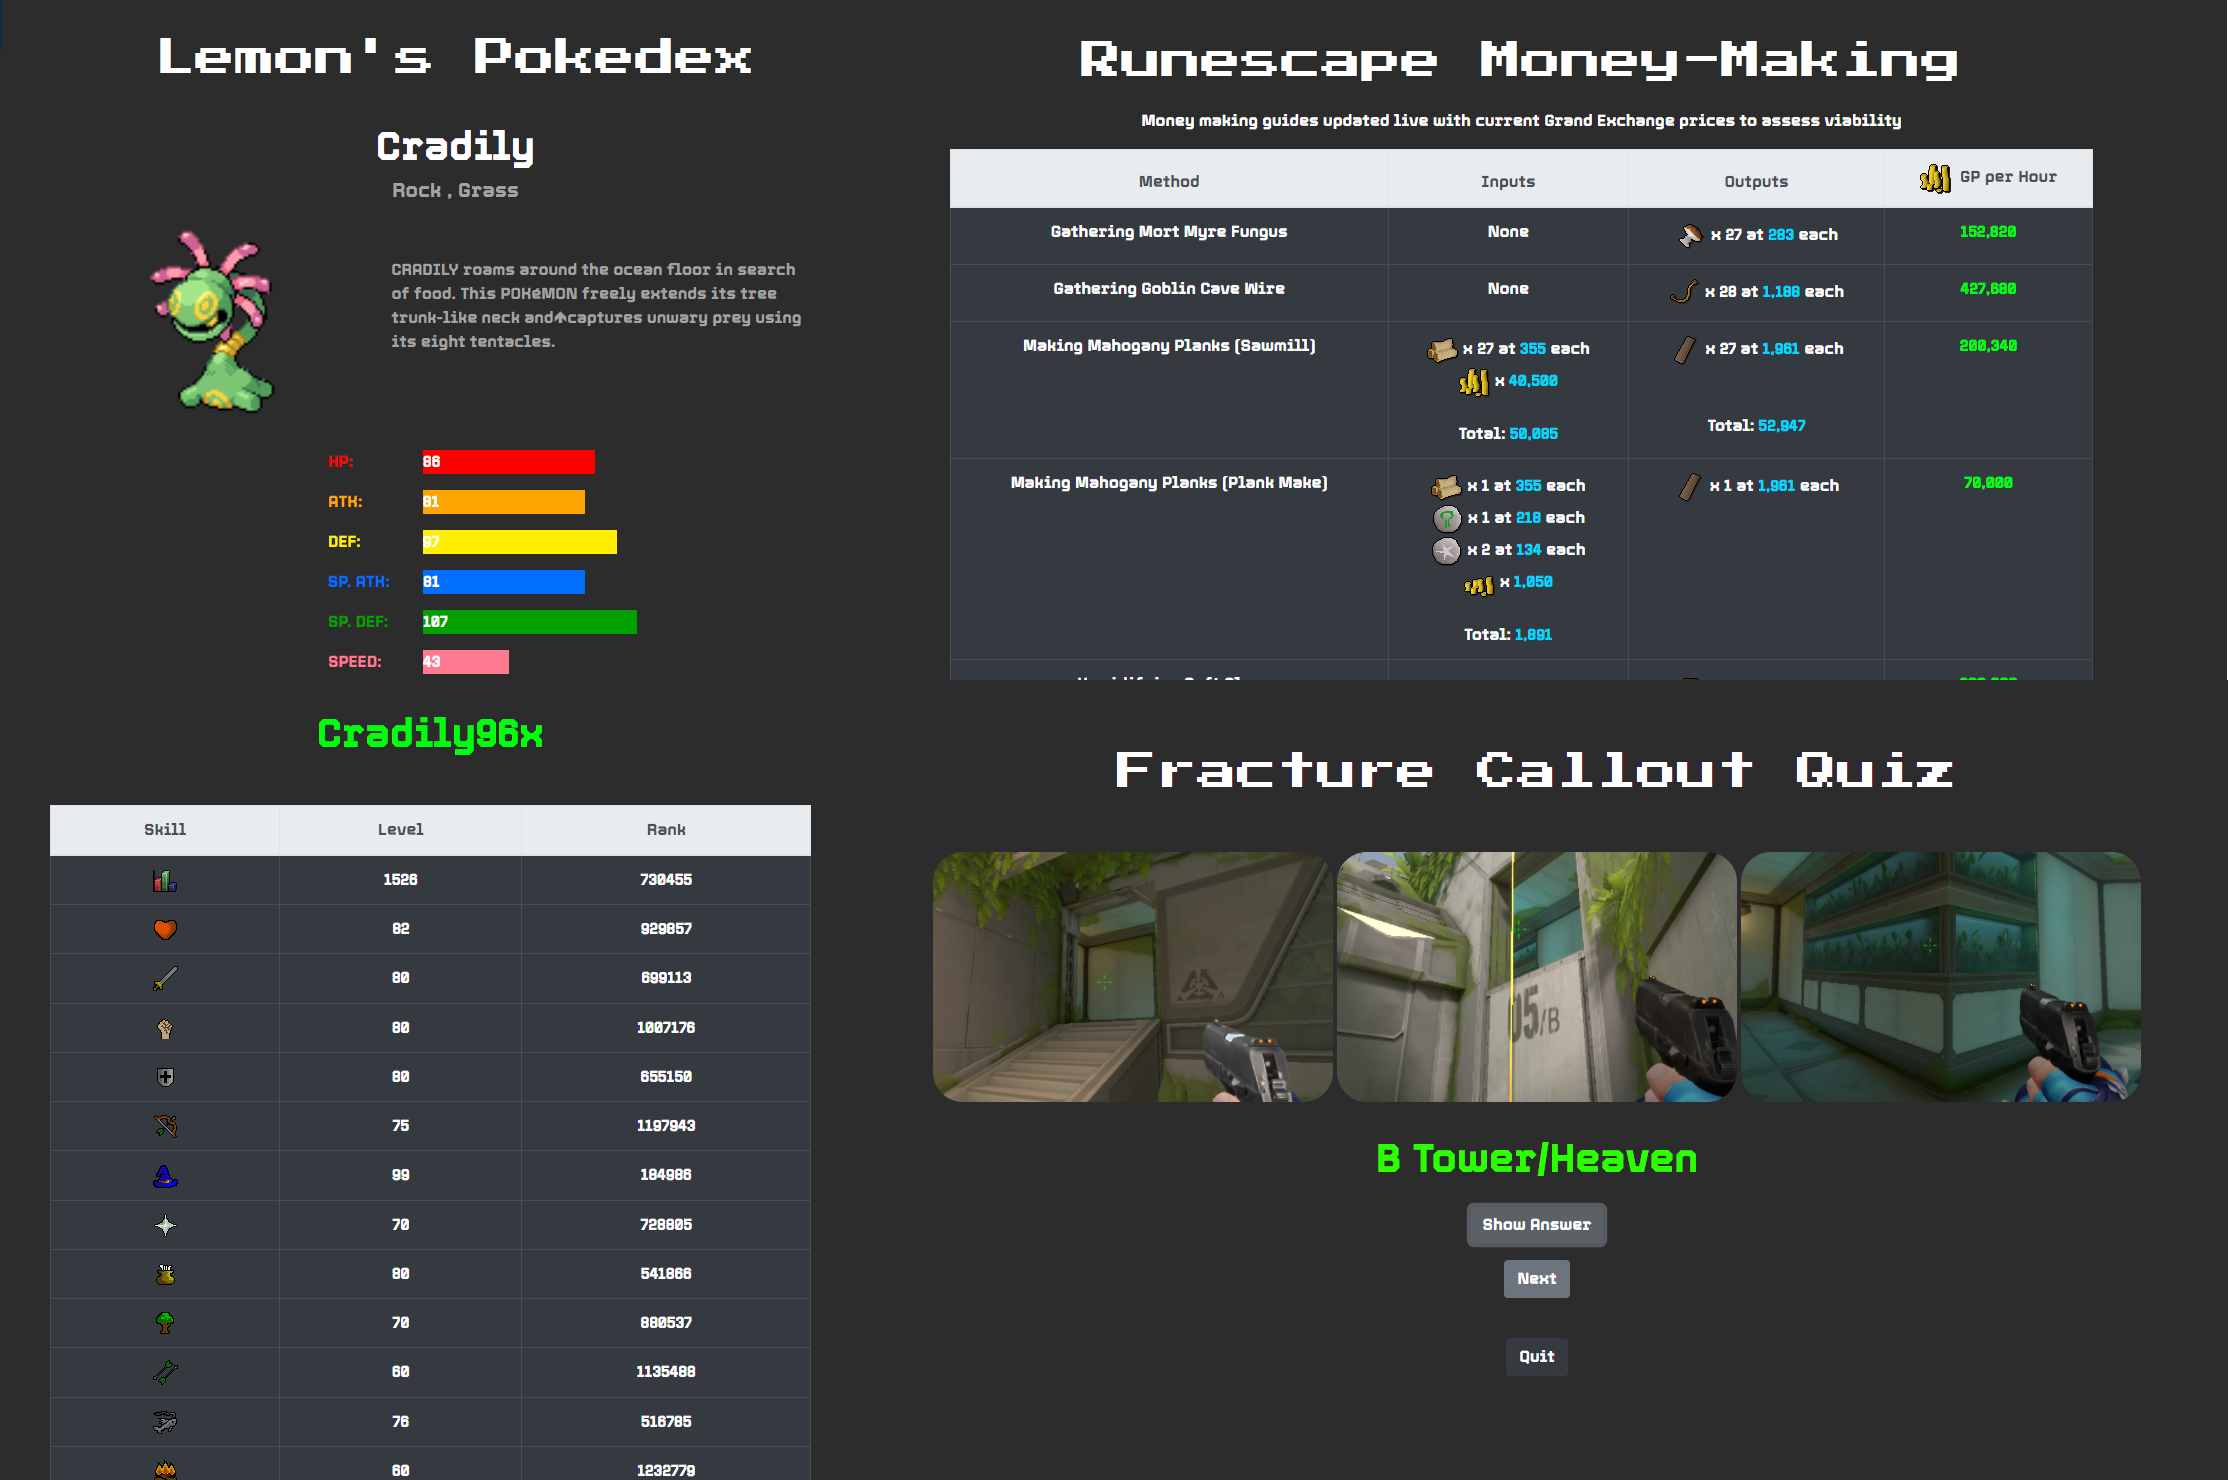 Lemon's Pokedex
Cradily
Rock , Grass
CRADILY roams around the ocean floor in search
of food. This POKéMON freely extends its tree
trunk-like neck and↑captures unwary prey using
its eight tentacles.
HP: 86
ATK: 81
DEF: 97
SP. ATK: 81
SP. DEF: 107
SPEED: 43
Runescape Money-Making
Money making guides updated live with current Grand Exchange prices to assess viability
Method Inputs Outputs GP per Hour
Gathering Mort Myre Fungus None x 27 at 283 each 152,820
Gathering Goblin Cave Wire None x 28 at 1,188 each 427,680
Making Mahogany Planks (Sawmill) x 27 at 355 each x 27 at 1,961 each 200,340
x 40,500
Total: 50,085 Total: 52,947
Making Mahogany Planks (Plank Make) x 1 at 355 each x 1 at 1,961 each 70,000
x 1 at 218 each
x 2 at 134 each
x 1,050
Total: 1,891
Cradily96x
Skill Level Rank
1526 730455
82 929857
80 699113
80 1007176
80 655150
75 1197943
99 184986
70 728805
80 541866
70 880537
60 1135488
76 516785
60 1232779
Fracture Callout Quiz
05/B
B Tower/Heaven
Show Answer
Next
Quit